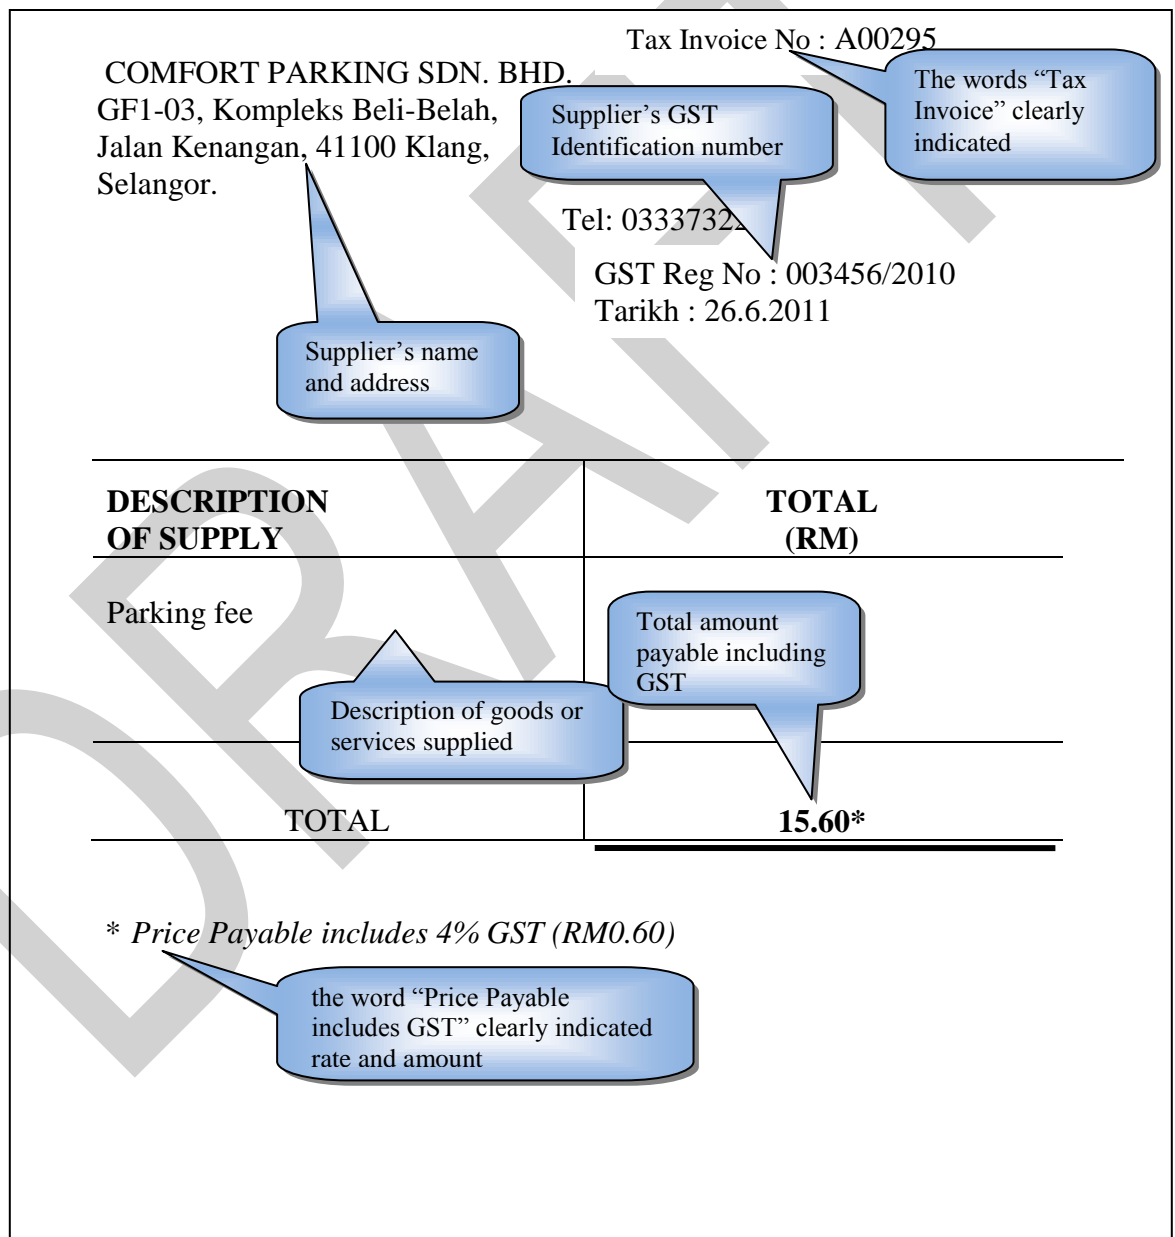 Tax Invoice No : A00295
COMFORT PARKING SDN. BHD.
GF1-03, Kompleks Beli-Belah,
Jalan Kenangan, 41100 Klang,
Selangor.
The words “Tax
Invoice” clearly
indicated
Supplier’s GST
Identification number
Tel:
GST Reg No : 003456/2010
Tarikh : 26.6.2011
Supplier’s name
and address
DESCRIPTION
OF SUPPLY
TOTAL
(RM)
Parking fee
Total amount
payable including
GST
Description of goods or
services supplied
TOTAL
15.60*
* Price Payable includes 4% GST (RM0.60)
the word “Price Payable
includes GST” clearly indicated
rate and amount
DRAFT